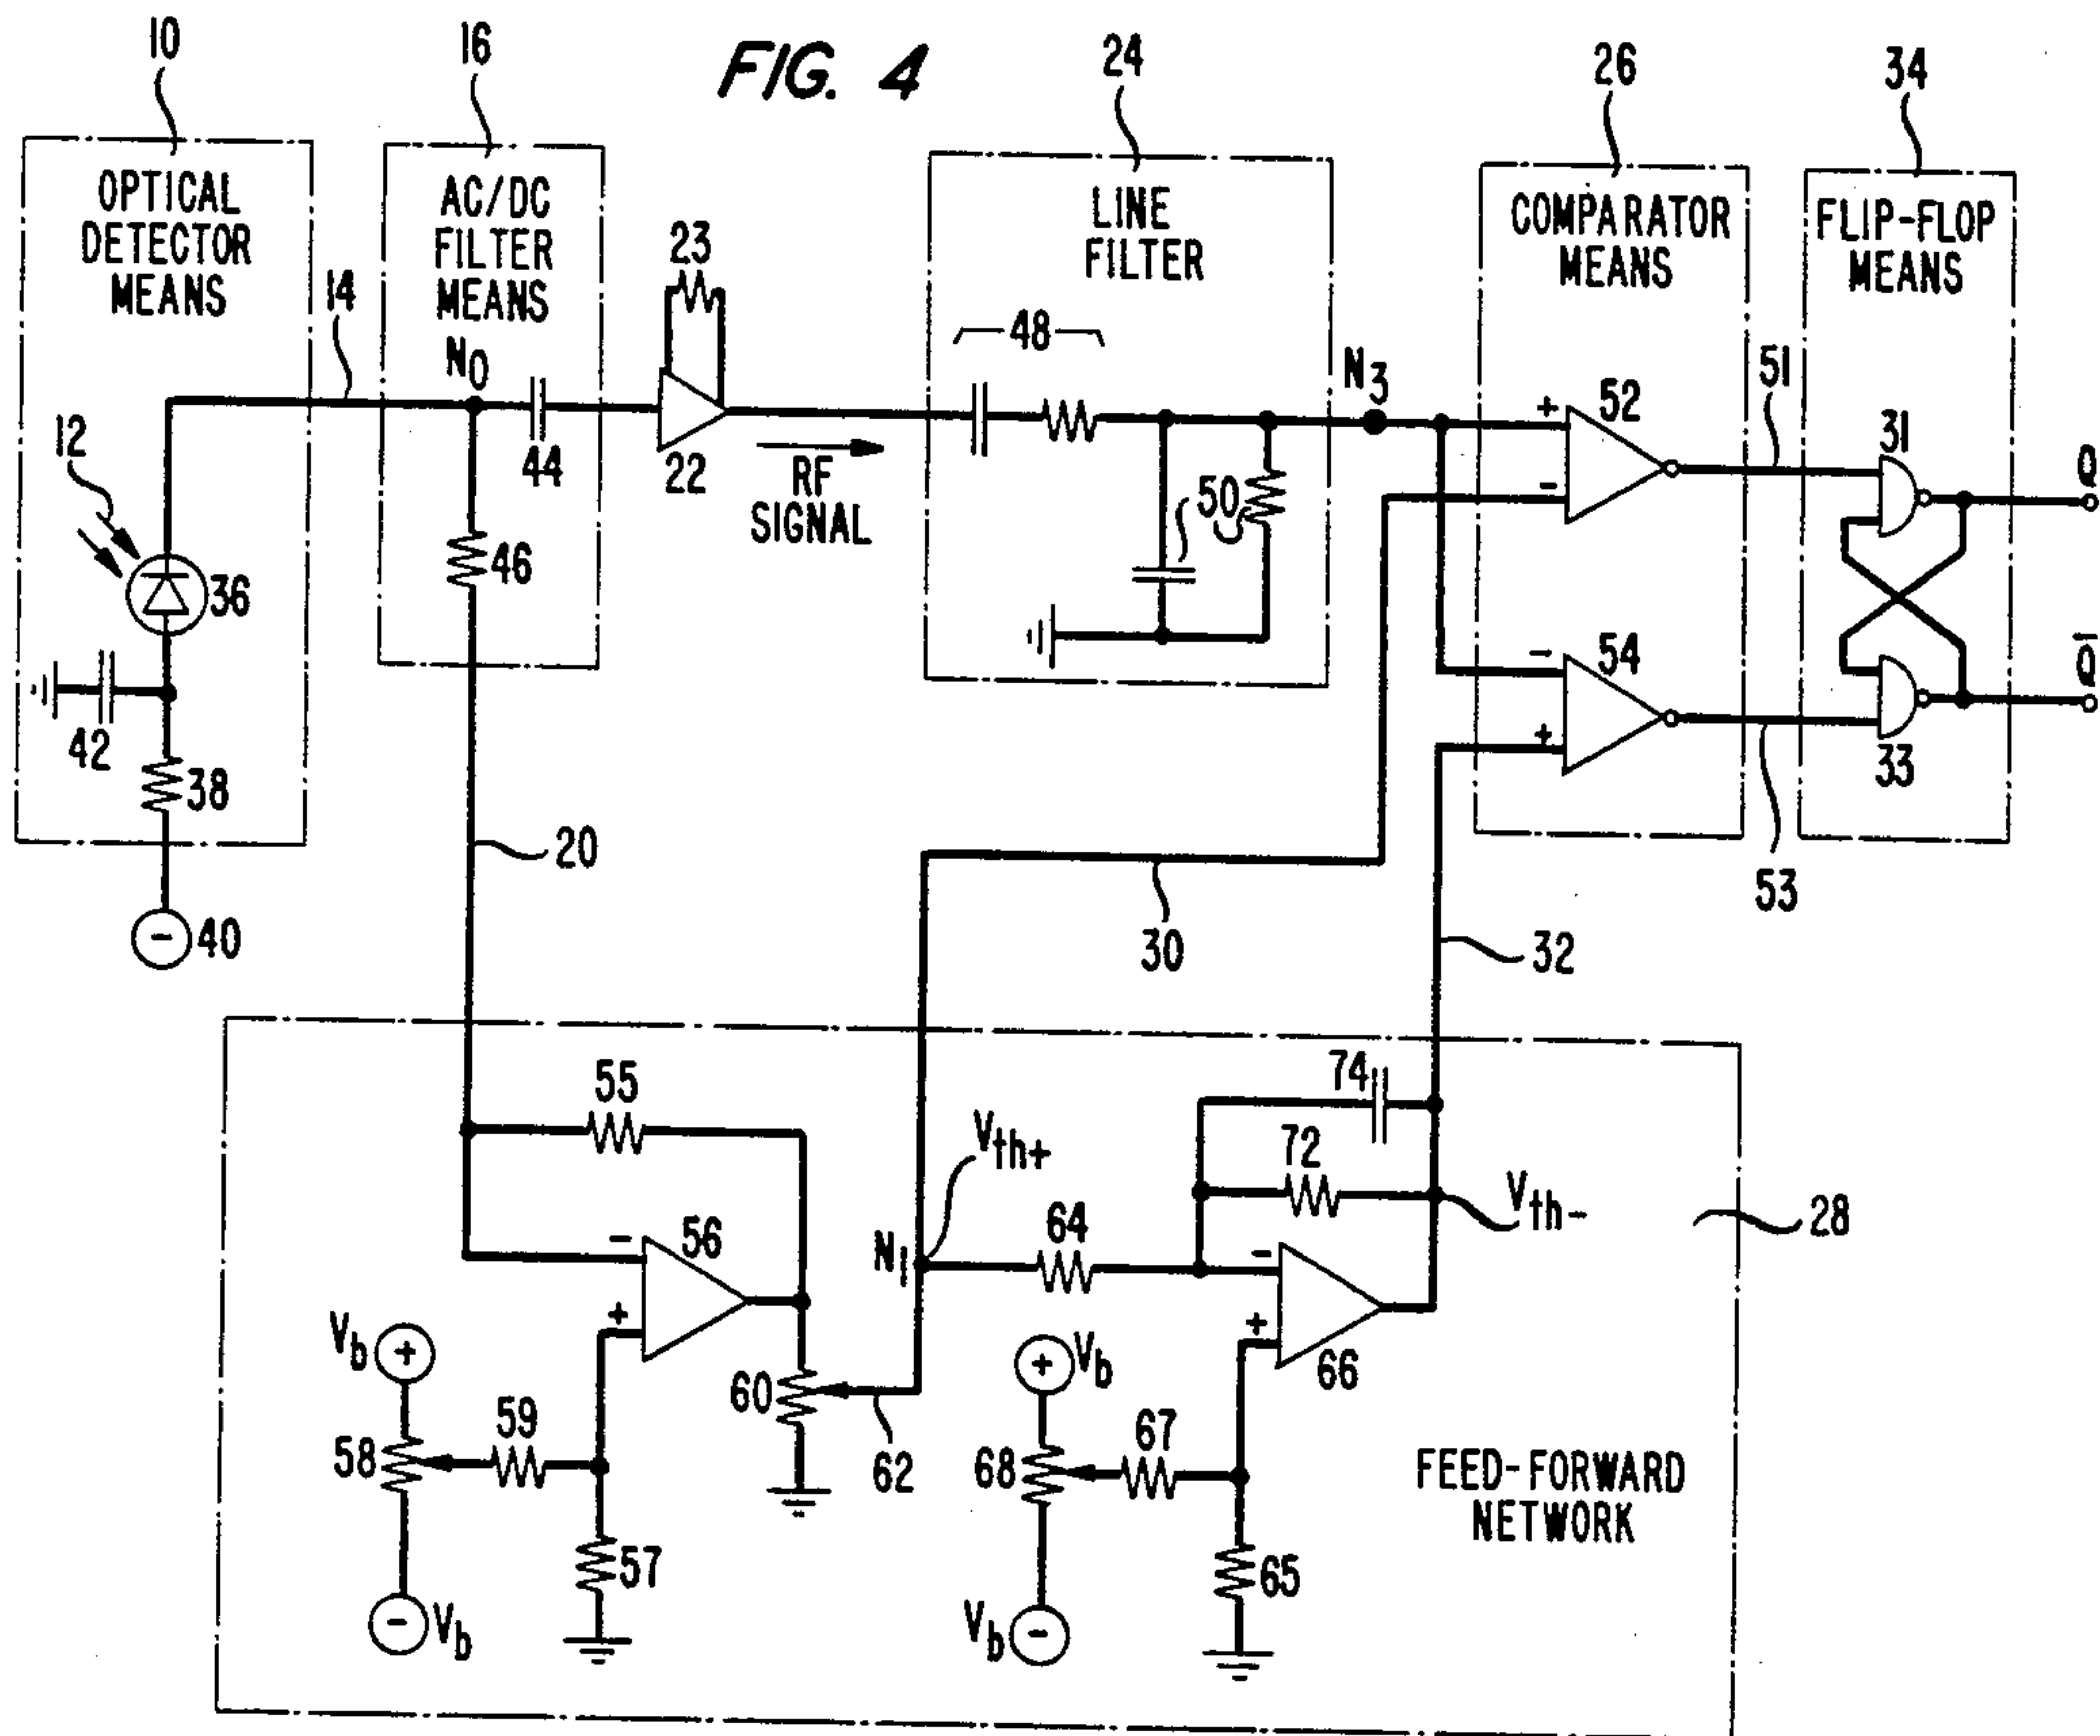 FIG. 4
10
16
24
26
34
OPTICAL
DETECTOR
MEANS
AC/DC
FILTER
MEANS
LINE
FILTER
COMPARATOR
MEANS
FLIP-FLOP
MEANS
14
N0
23
48
N3
12
44
22
RF
SIGNAL
50
+
52
-
51
31
Q
36
46
42
38
-
40
20
-
54
+
53
33
Q̅
30
32
55
74
Vth+
72
Vth-
28
-
56
+
N1
64
-
+
66
Vb
+
58
59
57
-
Vb
60
62
+
Vb
68
67
65
Vb
-
FEED-FORWARD
NETWORK